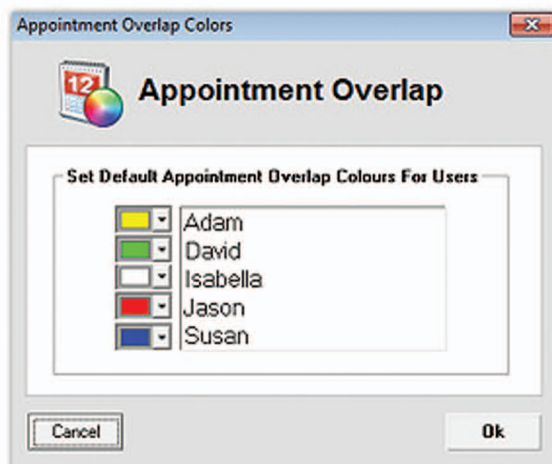 Appointment Overlap Colors
12
Appointment Overlap
Set Default Appointment Overlap Colours For Users
Adam
David
Isabella
Jason
Susan
Cancel
Ok